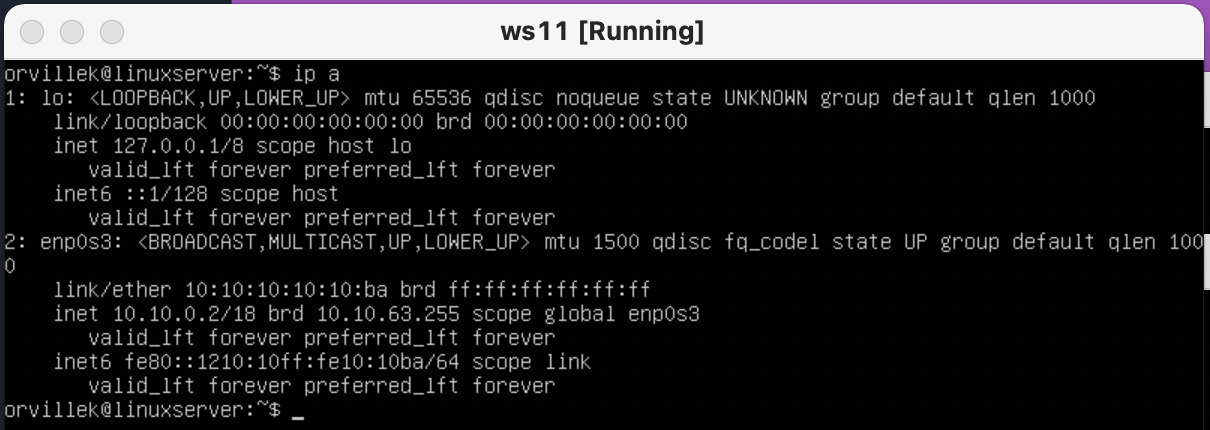 ws11 [Running]
orvillek@linuxserver:~$ ip a
1: lo: <LOOPBACK,UP,LOWER_UP> mtu 65536 qdisc noqueue state UNKNOWN group default qlen 1000
    link/loopback 00:00:00:00:00:00 brd 00:00:00:00:00:00
    inet 127.0.0.1/8 scope host lo
       valid_lft forever preferred_lft forever
    inet6 ::1/128 scope host
       valid_lft forever preferred_lft forever
2: enp0s3: <BROADCAST,MULTICAST,UP,LOWER_UP> mtu 1500 qdisc fq_codel state UP group default qlen 100
0
    link/ether 10:10:10:10:10:ba brd ff:ff:ff:ff:ff:ff
    inet 10.10.0.2/18 brd 10.10.63.255 scope global enp0s3
       valid_lft forever preferred_lft forever
    inet6 fe80::1210:10ff:fe10:10ba/64 scope link
       valid_lft forever preferred_lft forever
orvillek@linuxserver:~$ _